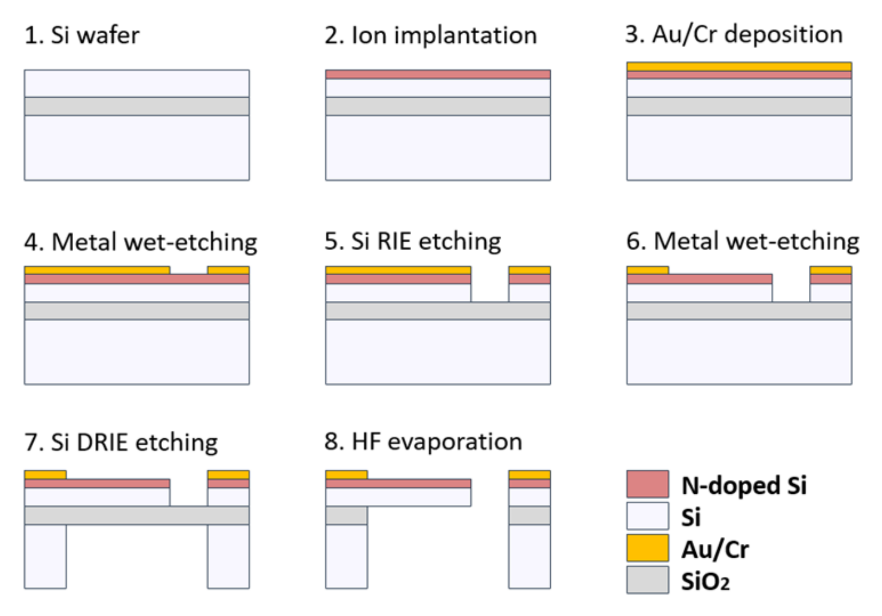 1. Si wafer
2. Ion implantation
3. Au/Cr deposition
4. Metal wet-etching
5. Si RIE etching
6. Metal wet-etching
7. Si DRIE etching
8. HF evaporation
N-doped Si
Si
Au/Cr
SiO₂